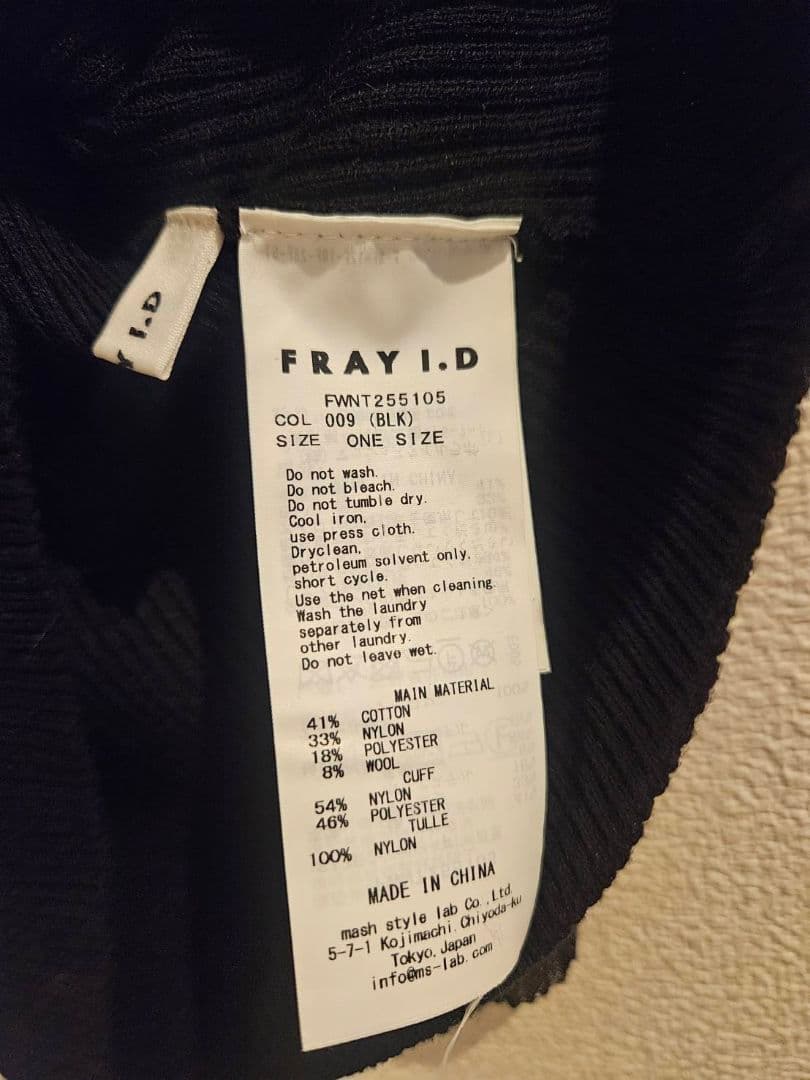 Y I.D
FRAY I.D
FWNT255105
COL 009 (BLK)
SIZE ONE SIZE
Do not wash.
Do not bleach.
Do not tumble dry.
Cool iron,
use press cloth.
Dryclean,
petroleum solvent only,
short cycle.
Use the net when cleaning.
Wash the laundry
separately from
other laundry.
Do not leave wet.
MAIN MATERIAL
41% COTTON
33% NYLON
18% POLYESTER
8% WOOL
CUFF
54% NYLON
46% POLYESTER
TULLE
100% NYLON
MADE IN CHINA
mash style lab Co.,Ltd.
5-7-1 Kojimachi, Chiyoda-ku
Tokyo, Japan
info@ms-lab.com